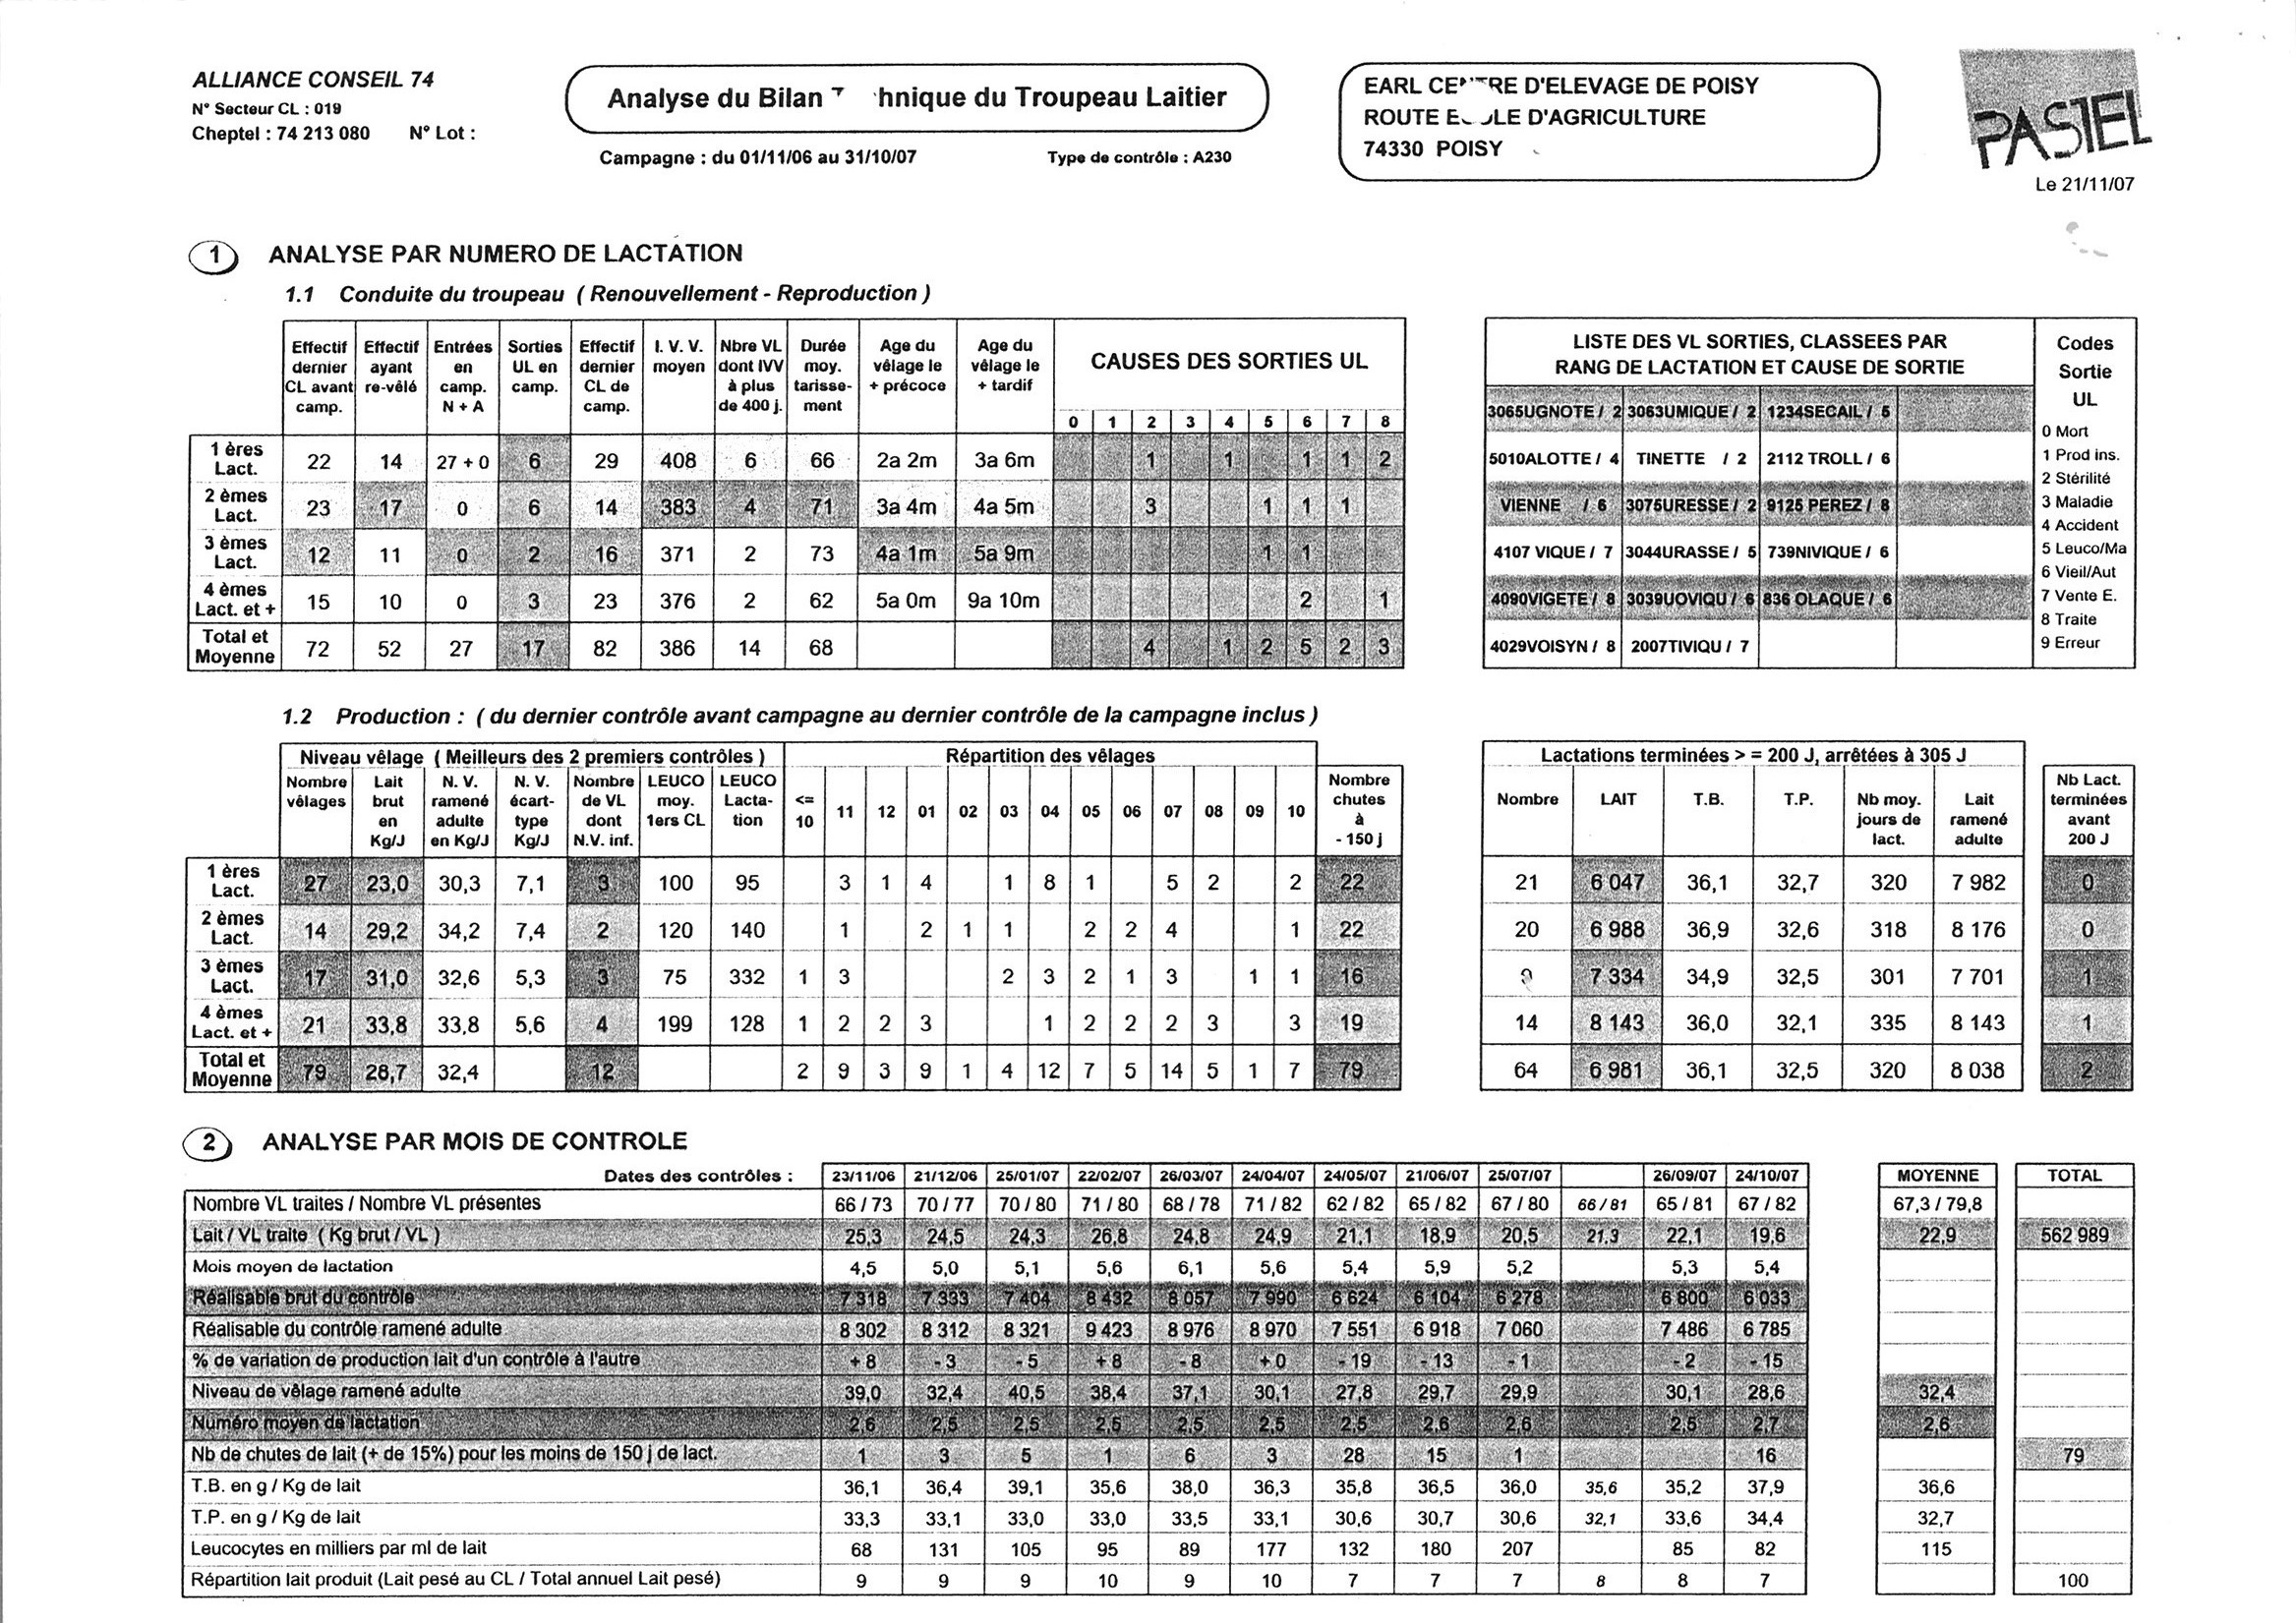 ALLIANCE CONSEIL 74
N° Secteur CL : 019
Cheptel : 74 213 080 N° Lot :
Analyse du Bilan hnique du Troupeau Laitier
Campagne : du 01/11/06 au 31/10/07 Type de contrôle : A230
EARL D'ELEVAGE DE POISY
ROUTE D'AGRICULTURE
74330 POISY
PASTEL
Le 21/11/07
1 ANALYSE PAR NUMERO DE LACTATION
1.1 Conduite du troupeau ( Renouvellement - Reproduction )
Effectif dernier CL avant camp. Effectif ayant re-vêlé Entrées en camp. N + A Sorties UL en camp. Effectif dernier CL de camp. I. V. V. moyen Nbre VL dont IVV à plus de 400 j. Durée moy. tarisse-ment Age du vêlage le + précoce Age du vêlage le + tardif CAUSES DES SORTIES UL
0 1 2 3 4 5 6 7 8
1 ères Lact. 22 14 27 + 0 6 29 408 6 66 2a 2m 3a 6m 1 1 1 1 2
2 èmes Lact. 23 17 0 6 14 383 4 71 3a 4m 4a 5m 3 1 1 1
3 èmes Lact. 12 11 0 2 16 371 2 73 4a 1m 5a 9m 1 1
4 èmes Lact. et + 15 10 0 3 23 376 2 62 5a 0m 9a 10m 2 1
Total et Moyenne 72 52 27 17 82 386 14 68 4 1 2 5 2 3
LISTE DES VL SORTIES, CLASSEES PAR
RANG DE LACTATION ET CAUSE DE SORTIE
3065UGNOTE / 2 3063UMIQUE / 2 1234SECAIL / 5
5010ALOTTE / 4 TINETTE / 2 2112 TROLL / 6
VIENNE / 6 3075URESSE / 2 9125 PEREZ / 8
4107 VIQUE / 7 3044URASSE / 5 739NIVIQUE / 6
4090VIGETE / 8 3039UOVIQU / 6 836 OLAQUE / 6
4029VOISYN / 8 2007TIVIQU / 7
Codes
Sortie
UL
0 Mort
1 Prod ins.
2 Stérilité
3 Maladie
4 Accident
5 Leuco/Ma
6 Vieil/Aut
7 Vente E.
8 Traite
9 Erreur
1.2 Production : ( du dernier contrôle avant campagne au dernier contrôle de la campagne inclus )
Niveau vêlage ( Meilleurs des 2 premiers contrôles ) Répartition des vêlages
Nombre vêlages Lait brut en Kg/J N. V. ramené adulte en Kg/J N. V. écart-type Kg/J Nombre de VL dont N.V. inf. LEUCO moy. 1ers CL LEUCO Lacta-tion <= 10 11 12 01 02 03 04 05 06 07 08 09 10 Nombre chutes à - 150 j
1 ères Lact. 27 23,0 30,3 7,1 3 100 95 3 1 4 1 8 1 5 2 2 22
2 èmes Lact. 14 29,2 34,2 7,4 2 120 140 1 2 1 1 2 2 4 1 22
3 èmes Lact. 17 31,0 32,6 5,3 3 75 332 1 3 2 3 2 1 3 1 1 16
4 èmes Lact. et + 21 33,8 33,8 5,6 4 199 128 1 2 2 3 1 2 2 2 3 3 19
Total et Moyenne 79 28,7 32,4 12 2 9 3 9 1 4 12 7 5 14 5 1 7 79
Lactations terminées > = 200 J, arrêtées à 305 J
Nombre LAIT T.B. T.P. Nb moy. jours de lact. Lait ramené adulte Nb Lact. terminées avant 200 J
21 6 047 36,1 32,7 320 7 982 0
20 6 988 36,9 32,6 318 8 176 0
9 7 334 34,9 32,5 301 7 701 1
14 8 143 36,0 32,1 335 8 143 1
64 6 981 36,1 32,5 320 8 038 2
2 ANALYSE PAR MOIS DE CONTROLE
Dates des contrôles : 23/11/06 21/12/06 25/01/07 22/02/07 26/03/07 24/04/07 24/05/07 21/06/07 25/07/07 26/09/07 24/10/07 MOYENNE TOTAL
Nombre VL traites / Nombre VL présentes 66 / 73 70 / 77 70 / 80 71 / 80 68 / 78 71 / 82 62 / 82 65 / 82 67 / 80 66 / 81 65 / 81 67 / 82 67,3 / 79,8
Lait / VL traite ( Kg brut / VL ) 25,3 24,5 24,3 26,8 24,8 24,9 21,1 18,9 20,5 21,3 22,1 19,6 22,9 562 989
Mois moyen de lactation 4,5 5,0 5,1 5,6 6,1 5,6 5,4 5,9 5,2 5,3 5,4
Réalisable brut du contrôle 7 318 7 333 7 404 8 432 8 057 7 990 6 624 6 104 6 278 6 800 6 033
Réalisable du contrôle ramené adulte 8 302 8 312 8 321 9 423 8 976 8 970 7 551 6 918 7 060 7 486 6 785
% de variation de production lait d'un contrôle à l'autre + 8 - 3 - 5 + 8 - 8 + 0 - 19 - 13 - 1 - 2 - 15
Niveau de vêlage ramené adulte 39,0 32,4 40,5 38,4 37,1 30,1 27,8 29,7 29,9 30,1 28,6 32,4
Numéro moyen de lactation 2,6 2,5 2,5 2,5 2,5 2,5 2,5 2,6 2,6 2,5 2,7 2,6
Nb de chutes de lait (+ de 15%) pour les moins de 150 j de lact. 1 3 5 1 6 3 28 15 1 16 79
T.B. en g / Kg de lait 36,1 36,4 39,1 35,6 38,0 36,3 35,8 36,5 36,0 35,6 35,2 37,9 36,6
T.P. en g / Kg de lait 33,3 33,1 33,0 33,0 33,5 33,1 30,6 30,7 30,6 32,1 33,6 34,4 32,7
Leucocytes en milliers par ml de lait 68 131 105 95 89 177 132 180 207 85 82 115
Répartition lait produit (Lait pesé au CL / Total annuel Lait pesé) 9 9 9 10 9 10 7 7 7 8 8 7 100